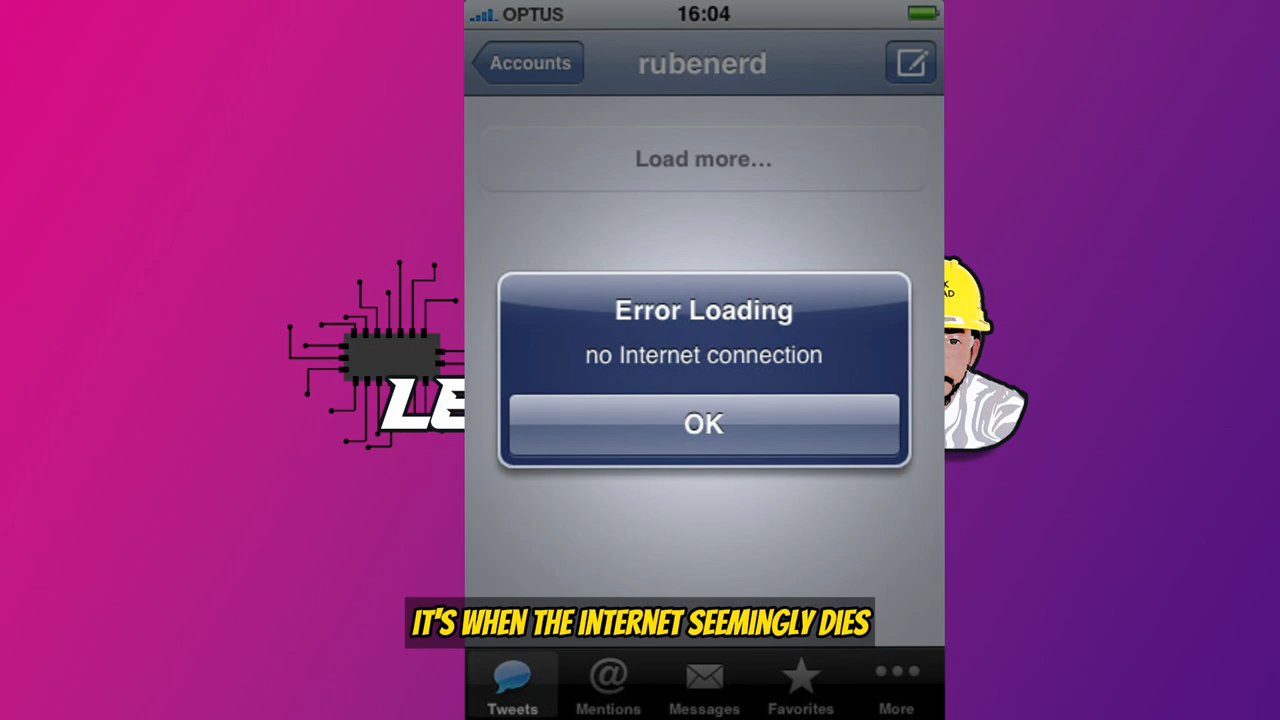 OPTUS 16:04
Accounts rubenerd
Load more...
Error Loading
no Internet connection
OK
LE
IT'S WHEN THE INTERNET SEEMINGLY DIES
Tweets Mentions Messages Favorites More